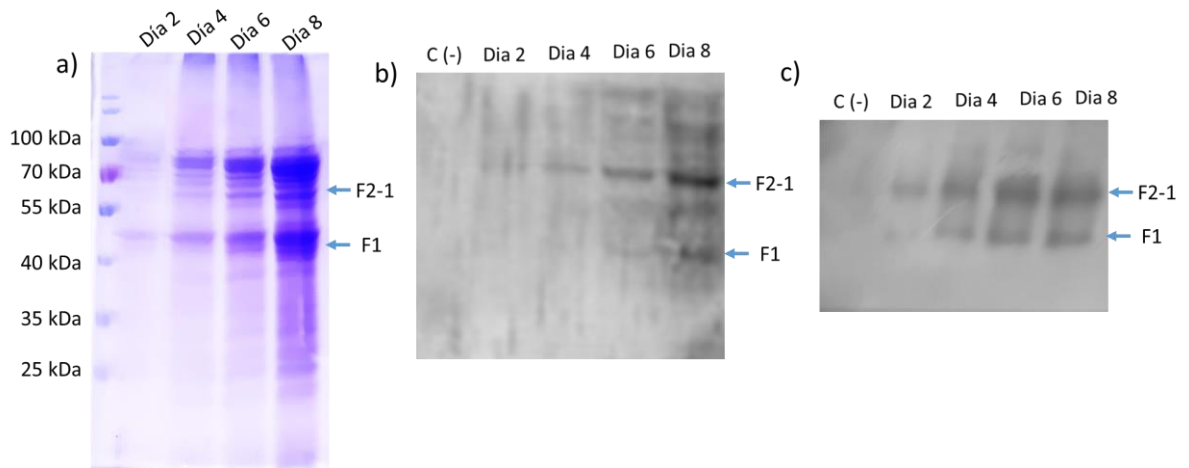 a)
Día 2 Día 4 Día 6 Día 8
100 kDa
70 kDa
55 kDa
40 kDa
35 kDa
25 kDa
F2-1
F1
b)
C (-) Dia 2 Dia 4 Dia 6 Dia 8
F2-1
F1
c)
C (-) Dia 2 Dia 4 Dia 6 Dia 8
F2-1
F1